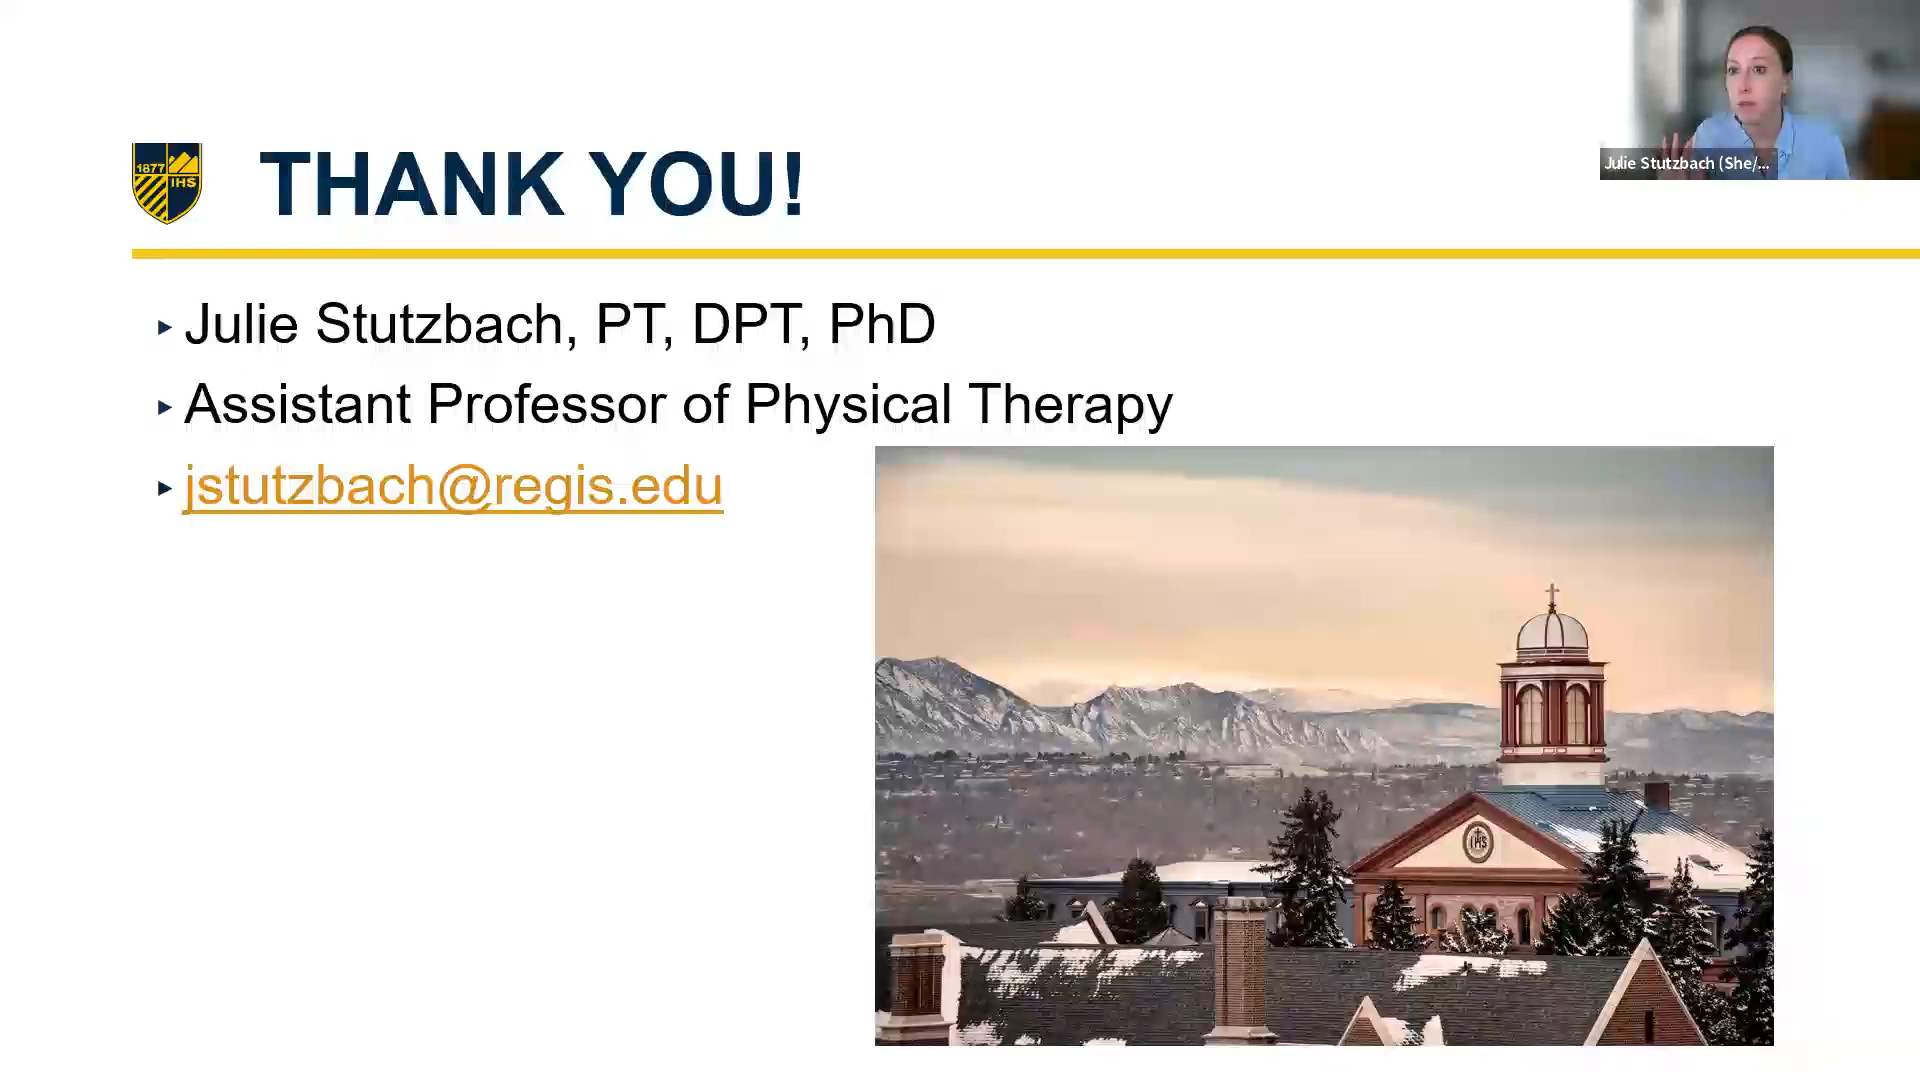 Julie Stutzbach (She/...
1877
IHS
THANK YOU!
▸ Julie Stutzbach, PT, DPT, PhD
▸ Assistant Professor of Physical Therapy
▸ jstutzbach@regis.edu
IHS